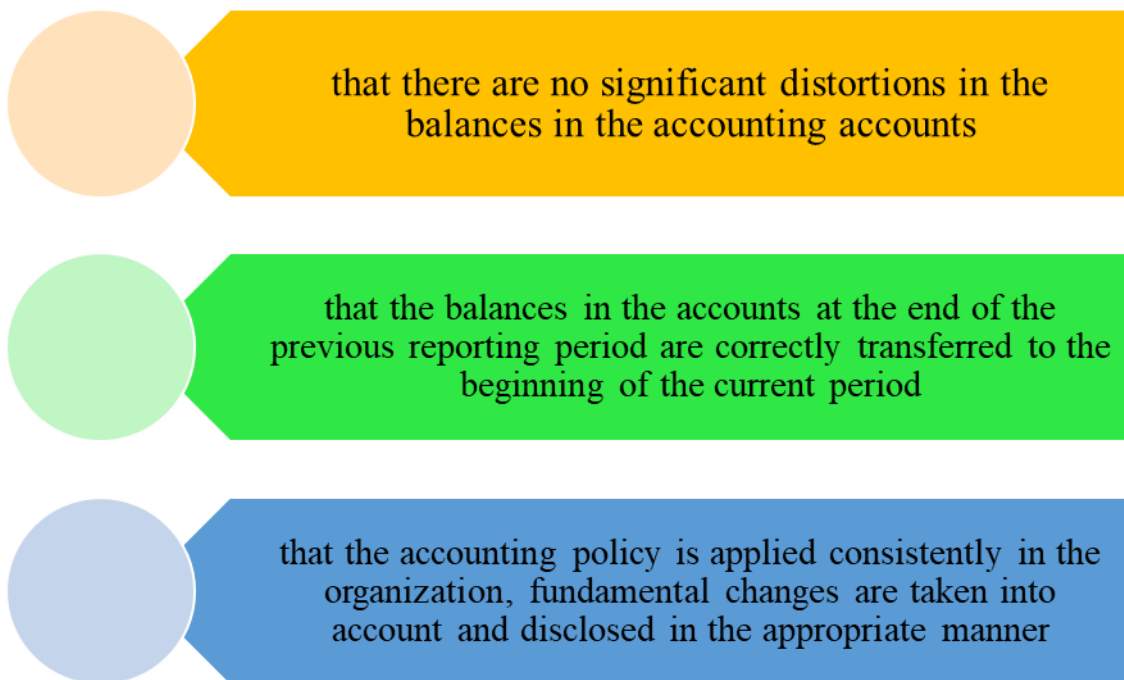 that there are no significant distortions in the
balances in the accounting accounts
that the balances in the accounts at the end of the
previous reporting period are correctly transferred to the
beginning of the current period
that the accounting policy is applied consistently in the
organization, fundamental changes are taken into
account and disclosed in the appropriate manner